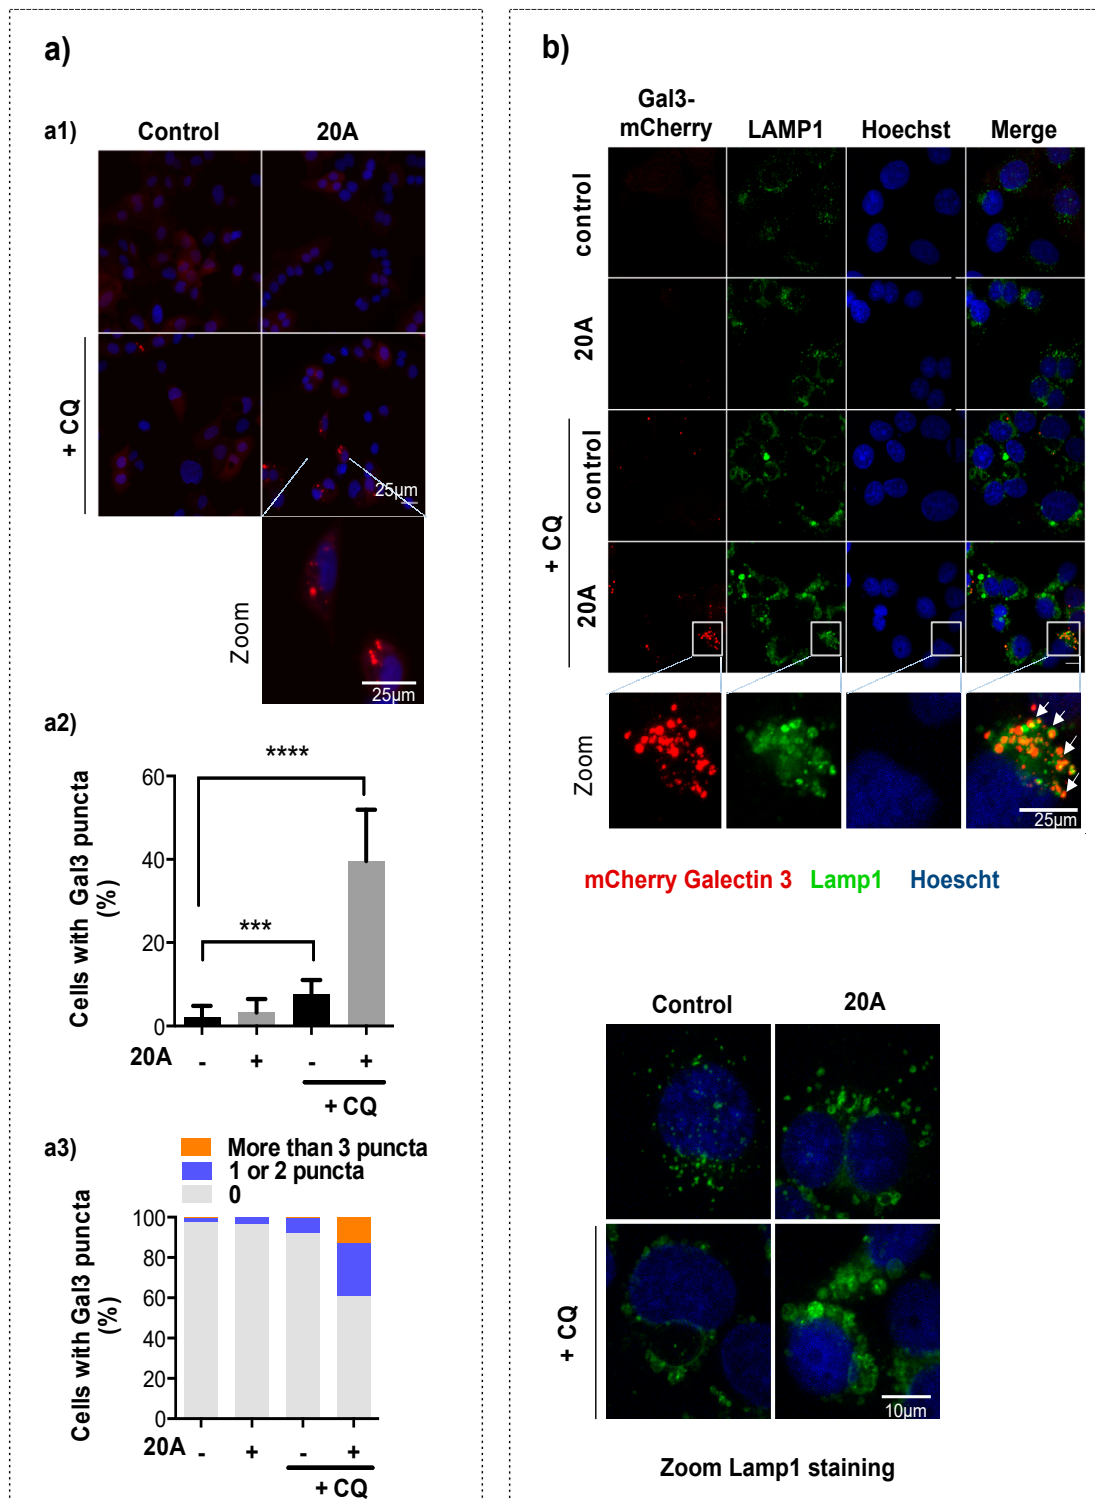 a)
a1)
Control
20A
+ CQ
25µm
Zoom
25µm
a2)
****
***
Cells with Gal3 puncta
(%)
60
40
20
0
20A
-
+
-
+
+ CQ
a3)
More than 3 puncta
1 or 2 puncta
0
Cells with Gal3 puncta
(%)
100
80
60
40
20
0
20A
-
+
-
+
+ CQ
b)
Gal3-
mCherry
LAMP1
Hoechst
Merge
control
20A
+ CQ
control
20A
Zoom
25µm
mCherry Galectin 3 Lamp1 Hoescht
Control
20A
+ CQ
10µm
Zoom Lamp1 staining